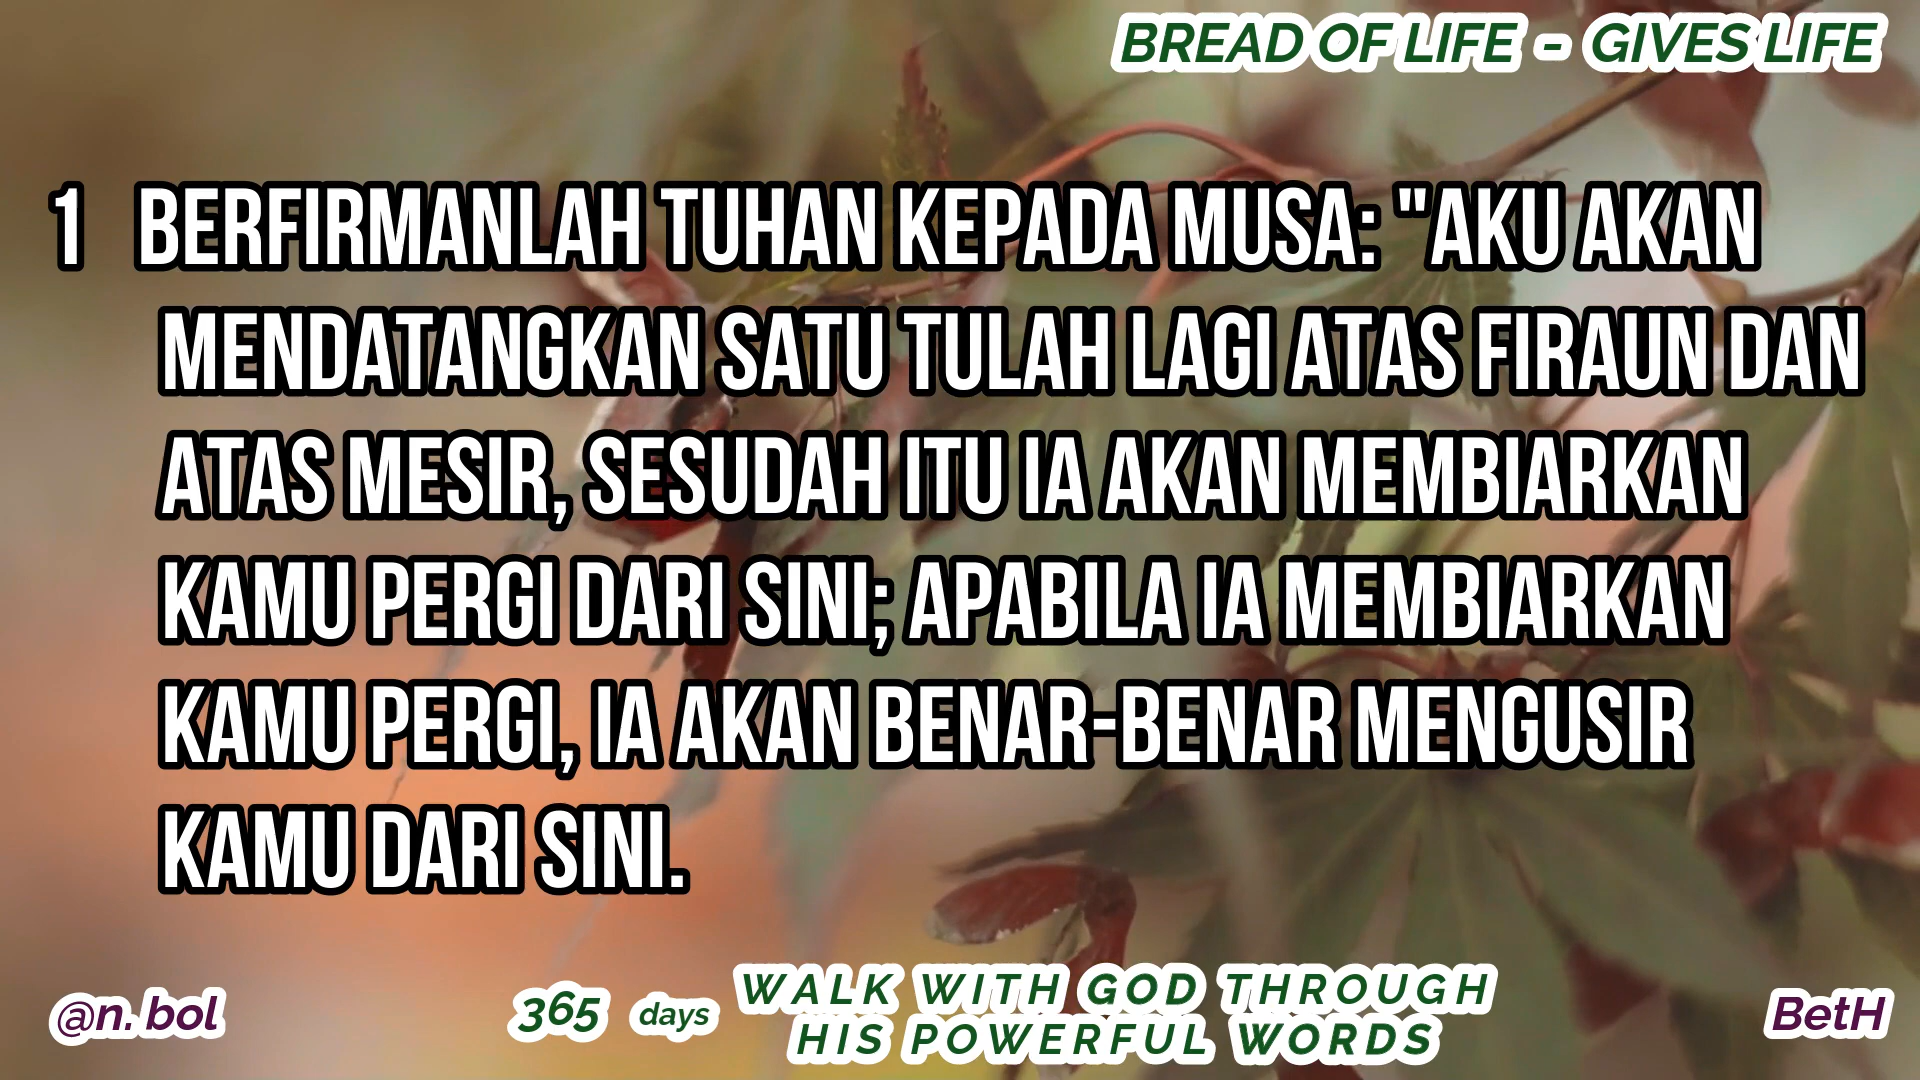 BREAD OF LIFE - GIVES LIFE
1 BERFIRMANLAH TUHAN KEPADA MUSA: "AKU AKAN
MENDATANGKAN SATU TULAH LAGI ATAS FIRAUN DAN
ATAS MESIR, SESUDAH ITU IA AKAN MEMBIARKAN
KAMU PERGI DARI SINI; APABILA IA MEMBIARKAN
KAMU PERGI, IA AKAN BENAR-BENAR MENGUSIR
KAMU DARI SINI.
@n. bol
365 days
WALK WITH GOD THROUGH
HIS POWERFUL WORDS
BetH